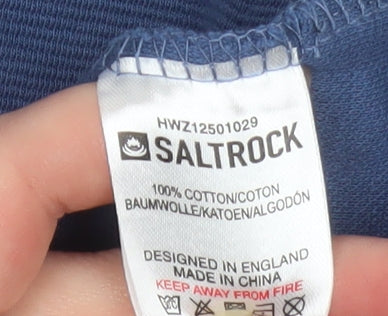 HWZ12501029
SALTROCK
100% COTTON/COTON
BAUMWOLLE/KATOEN/ALGODÓN
DESIGNED IN ENGLAND
MADE IN CHINA
KEEP AWAY FROM FIRE